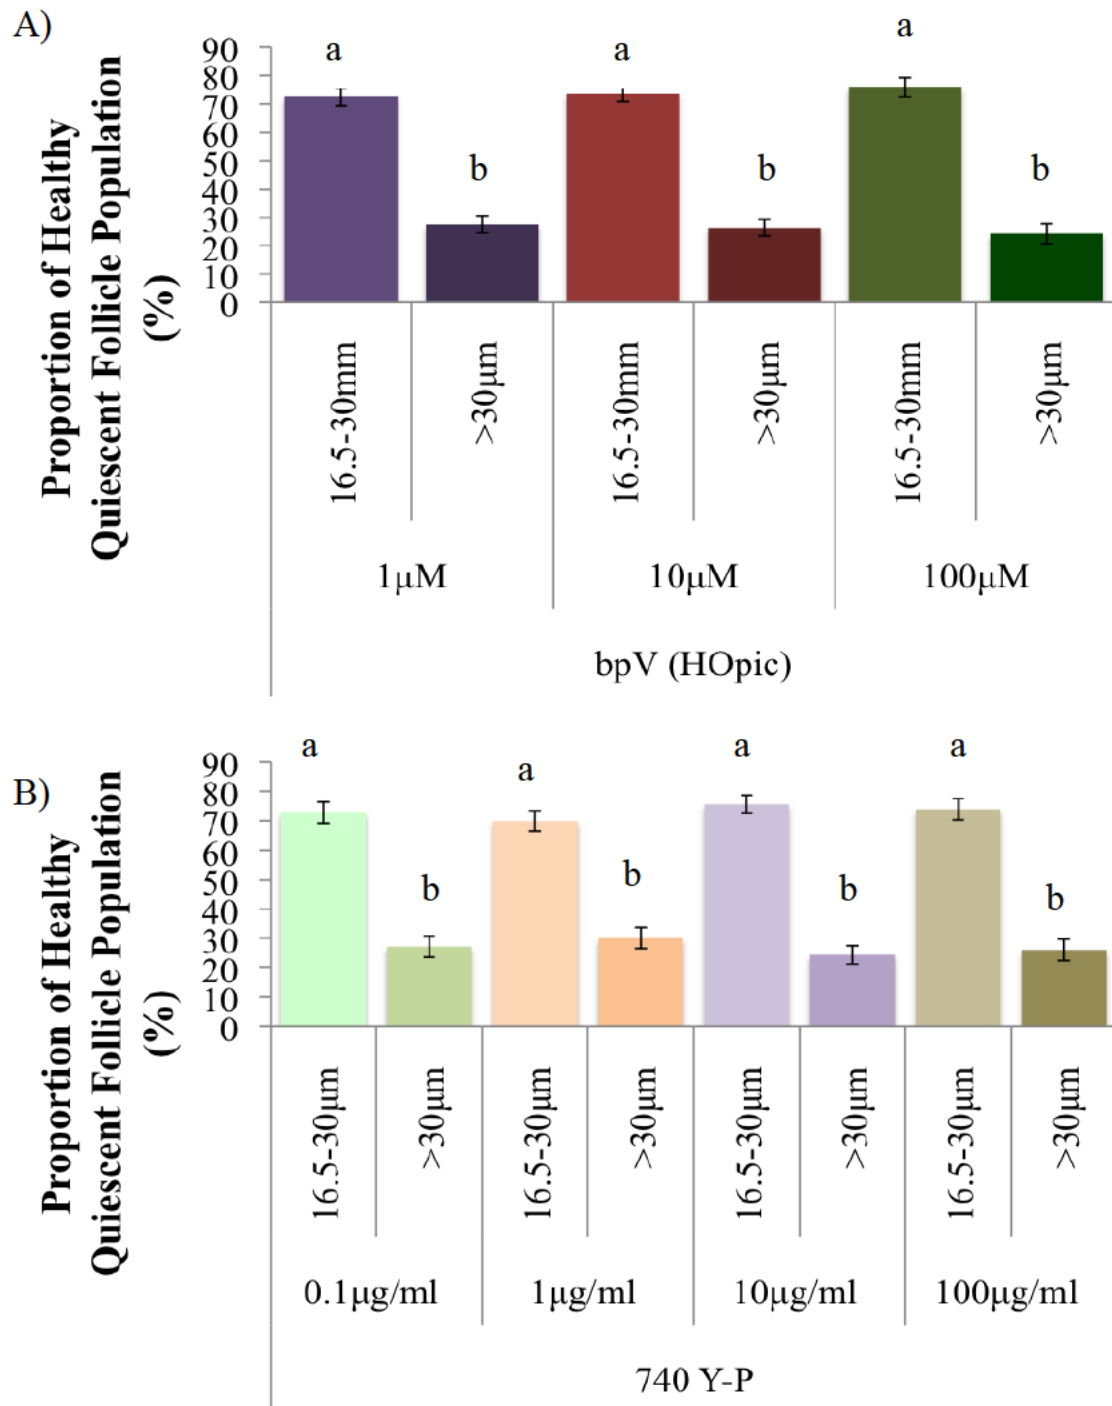 A)
Proportion of Healthy
Quiescent Follicle Population
(%)
90
80
70
60
50
40
30
20
10
0
a
b
a
b
a
b
16.5-30mm
>30μm
16.5-30mm
>30μm
16.5-30mm
>30μm
1μM
10μM
100μM
bpV (HOpic)
B)
Proportion of Healthy
Quiescent Follicle Population
(%)
90
80
70
60
50
40
30
20
10
0
a
b
a
b
a
b
a
b
16.5-30μm
>30μm
16.5-30μm
>30μm
16.5-30μm
>30μm
16.5-30μm
>30μm
0.1μg/ml
1μg/ml
10μg/ml
100μg/ml
740 Y-P